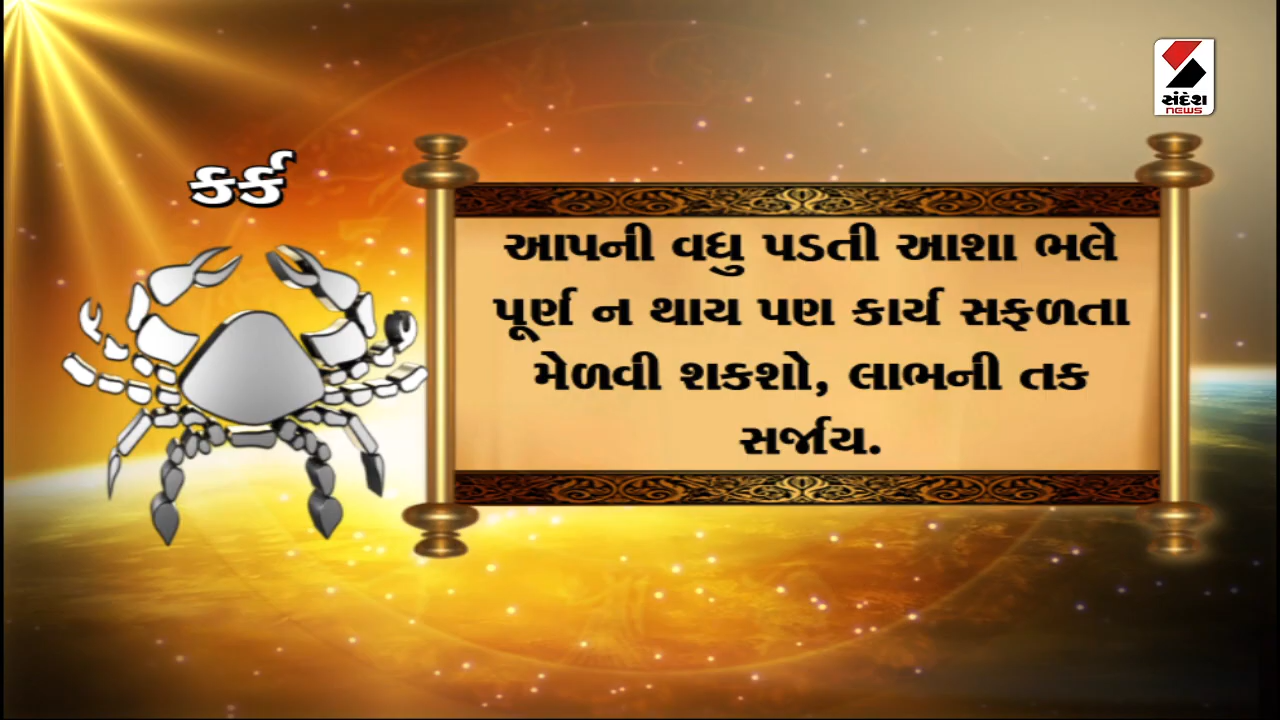 સંદેશ
NEWS
કર્ક
આપની વધુ પડતી આશા ભલે
પૂર્ણ ન થાય પણ કાર્ય સફળતા
મેળવી શકશો, લાભની તક
સર્જાય.